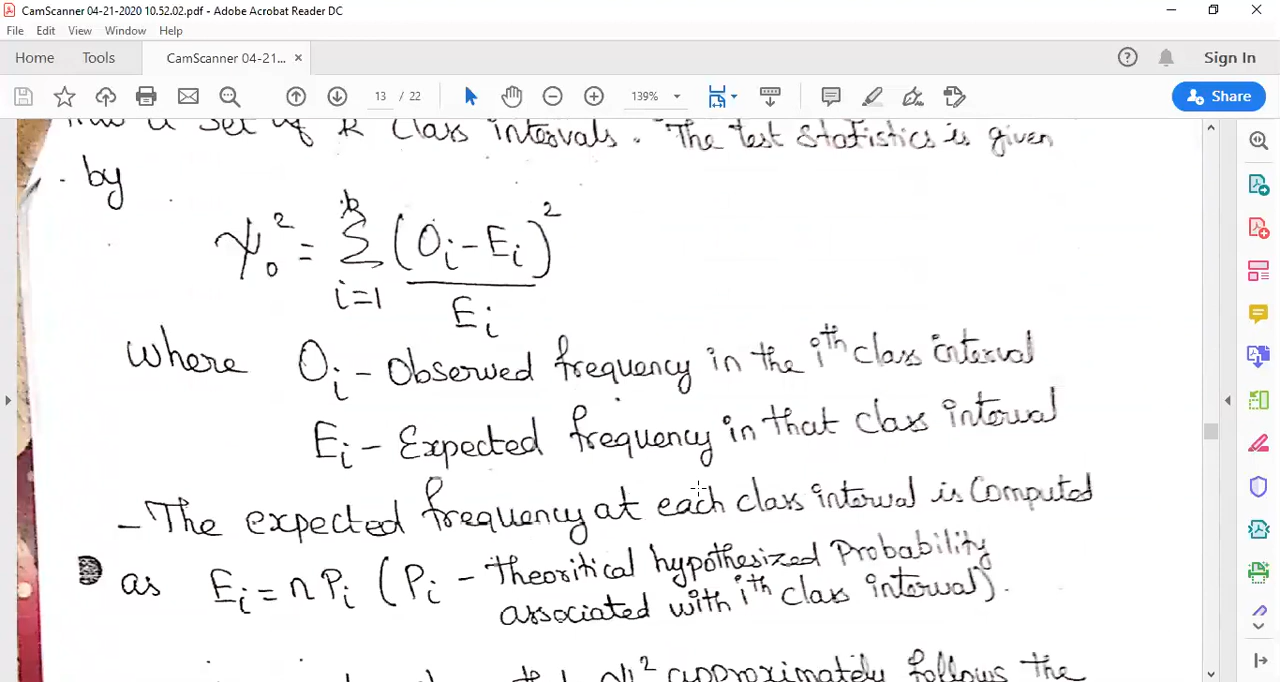 CamScanner 04-21-2020 10.52.02.pdf - Adobe Acrobat Reader DC
File Edit View Window Help
Home Tools CamScanner 04-21... × Sign In
13 / 22 139% Share
set of k class intervals. The test statistics is given
by
ψ₀² = Σ_{i=1}^{k} (Oi - Ei)² / Ei
where Oi - Observed frequency in the ith class interval
Ei - Expected frequency in that class interval
- The expected frequency at each class interval is computed
as Ei = n Pi (Pi - theoritical hypothesized Probability
associated with ith class interval).
approximately follows the